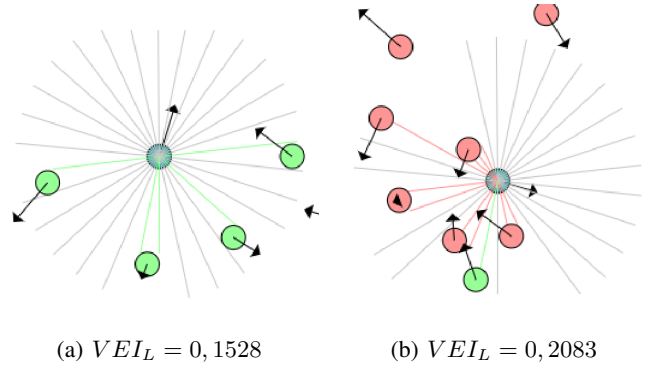 (a) VEI_L = 0, 1528
(b) VEI_L = 0, 2083